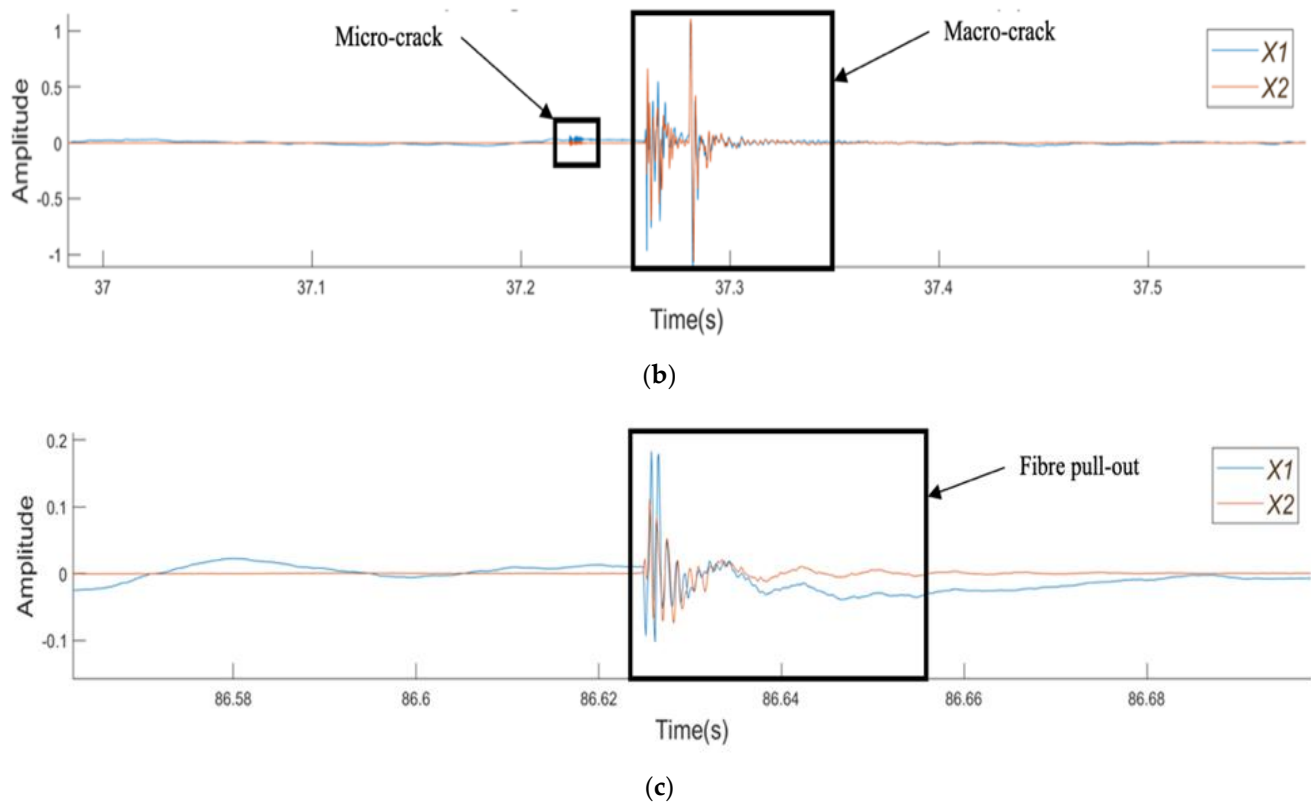 Micro-crack
Macro-crack
X1
X2
1
0.5
0
-0.5
-1
Amplitude
37
37.1
37.2
37.3
37.4
37.5
Time(s)
(b)
0.2
0.1
0
-0.1
Amplitude
Fibre pull-out
X1
X2
86.58
86.6
86.62
86.64
86.66
86.68
Time(s)
(c)